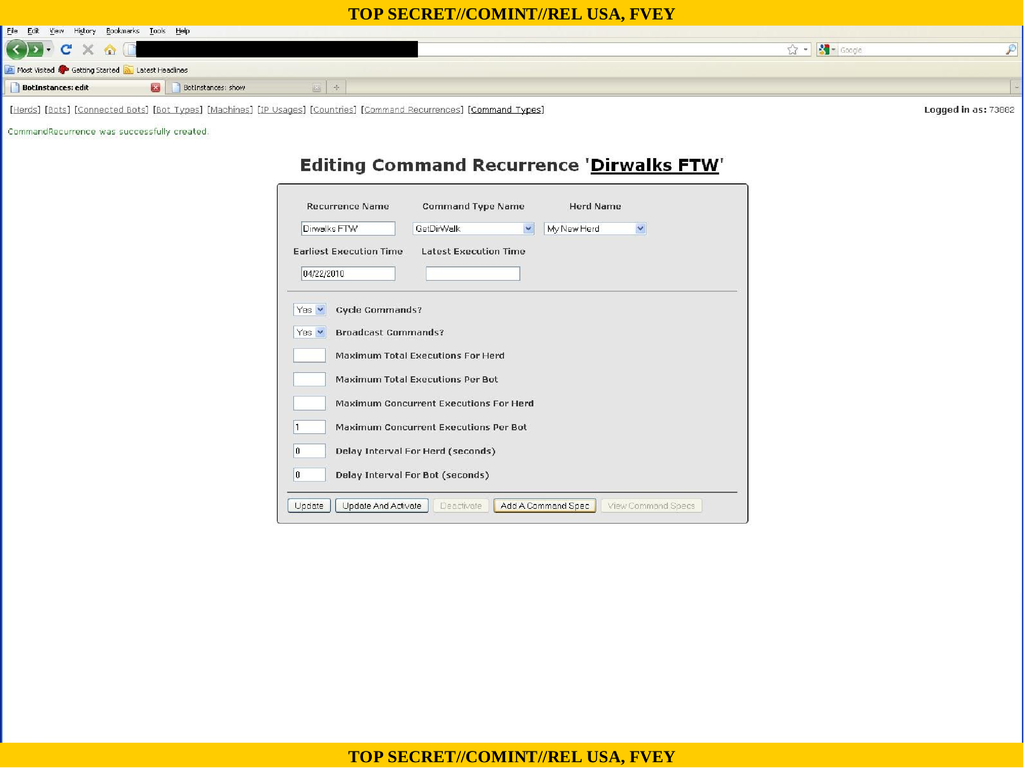 TOP SECRET//COMINT//REL USA, FVEY
File Edit View History Bookmarks Tools Help
Google
Most Visited Getting Started Latest Headlines
BotInstances: edit BotInstances: show
[Herds] [Bots] [Connected Bots] [Bot Types] [Machines] [IP Usages] [Countries] [Command Recurrences] [Command Types] Logged in as: 73662
CommandRecurrence was successfully created.
Editing Command Recurrence 'Dirwalks FTW'
Recurrence Name Command Type Name Herd Name
Dirwalks FTW GetDirWalk My New Herd
Earliest Execution Time Latest Execution Time
04/22/2010
Yes Cycle Commands?
Yes Broadcast Commands?
Maximum Total Executions For Herd
Maximum Total Executions Per Bot
Maximum Concurrent Executions For Herd
1 Maximum Concurrent Executions Per Bot
0 Delay Interval For Herd (seconds)
0 Delay Interval For Bot (seconds)
Update Update And Activate Deactivate Add A Command Spec View Command Specs
TOP SECRET//COMINT//REL USA, FVEY